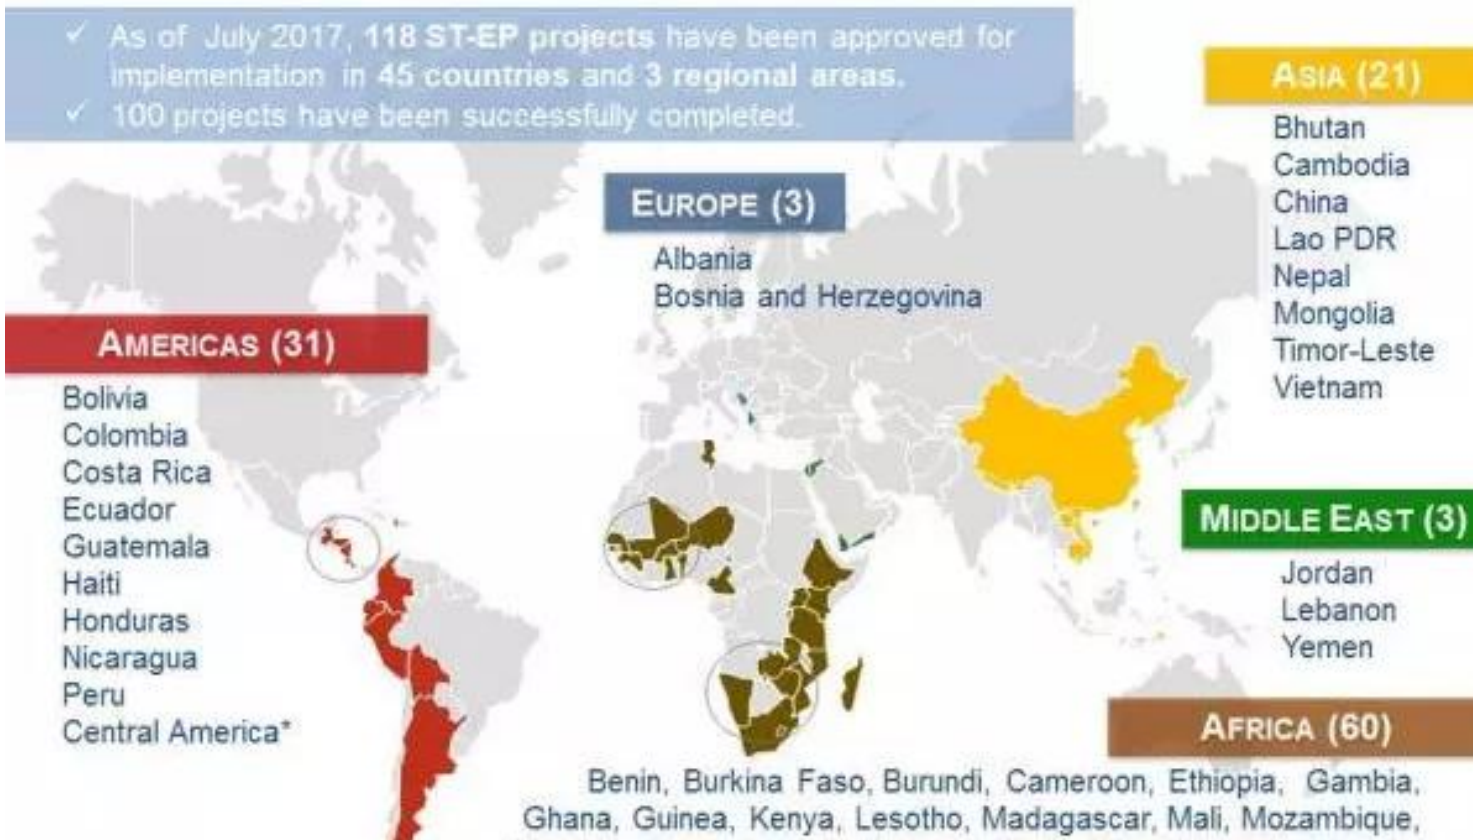 ✓ As of July 2017, 118 ST-EP projects have been approved for
implementation in 45 countries and 3 regional areas.
✓ 100 projects have been successfully completed.
ASIA (21)
Bhutan
Cambodia
China
Lao PDR
Nepal
Mongolia
Timor-Leste
Vietnam
EUROPE (3)
Albania
Bosnia and Herzegovina
AMERICAS (31)
Bolivia
Colombia
Costa Rica
Ecuador
Guatemala
Haiti
Honduras
Nicaragua
Peru
Central America*
MIDDLE EAST (3)
Jordan
Lebanon
Yemen
AFRICA (60)
Benin, Burkina Faso, Burundi, Cameroon, Ethiopia, Gambia,
Ghana, Guinea, Kenya, Lesotho, Madagascar, Mali, Mozambique,